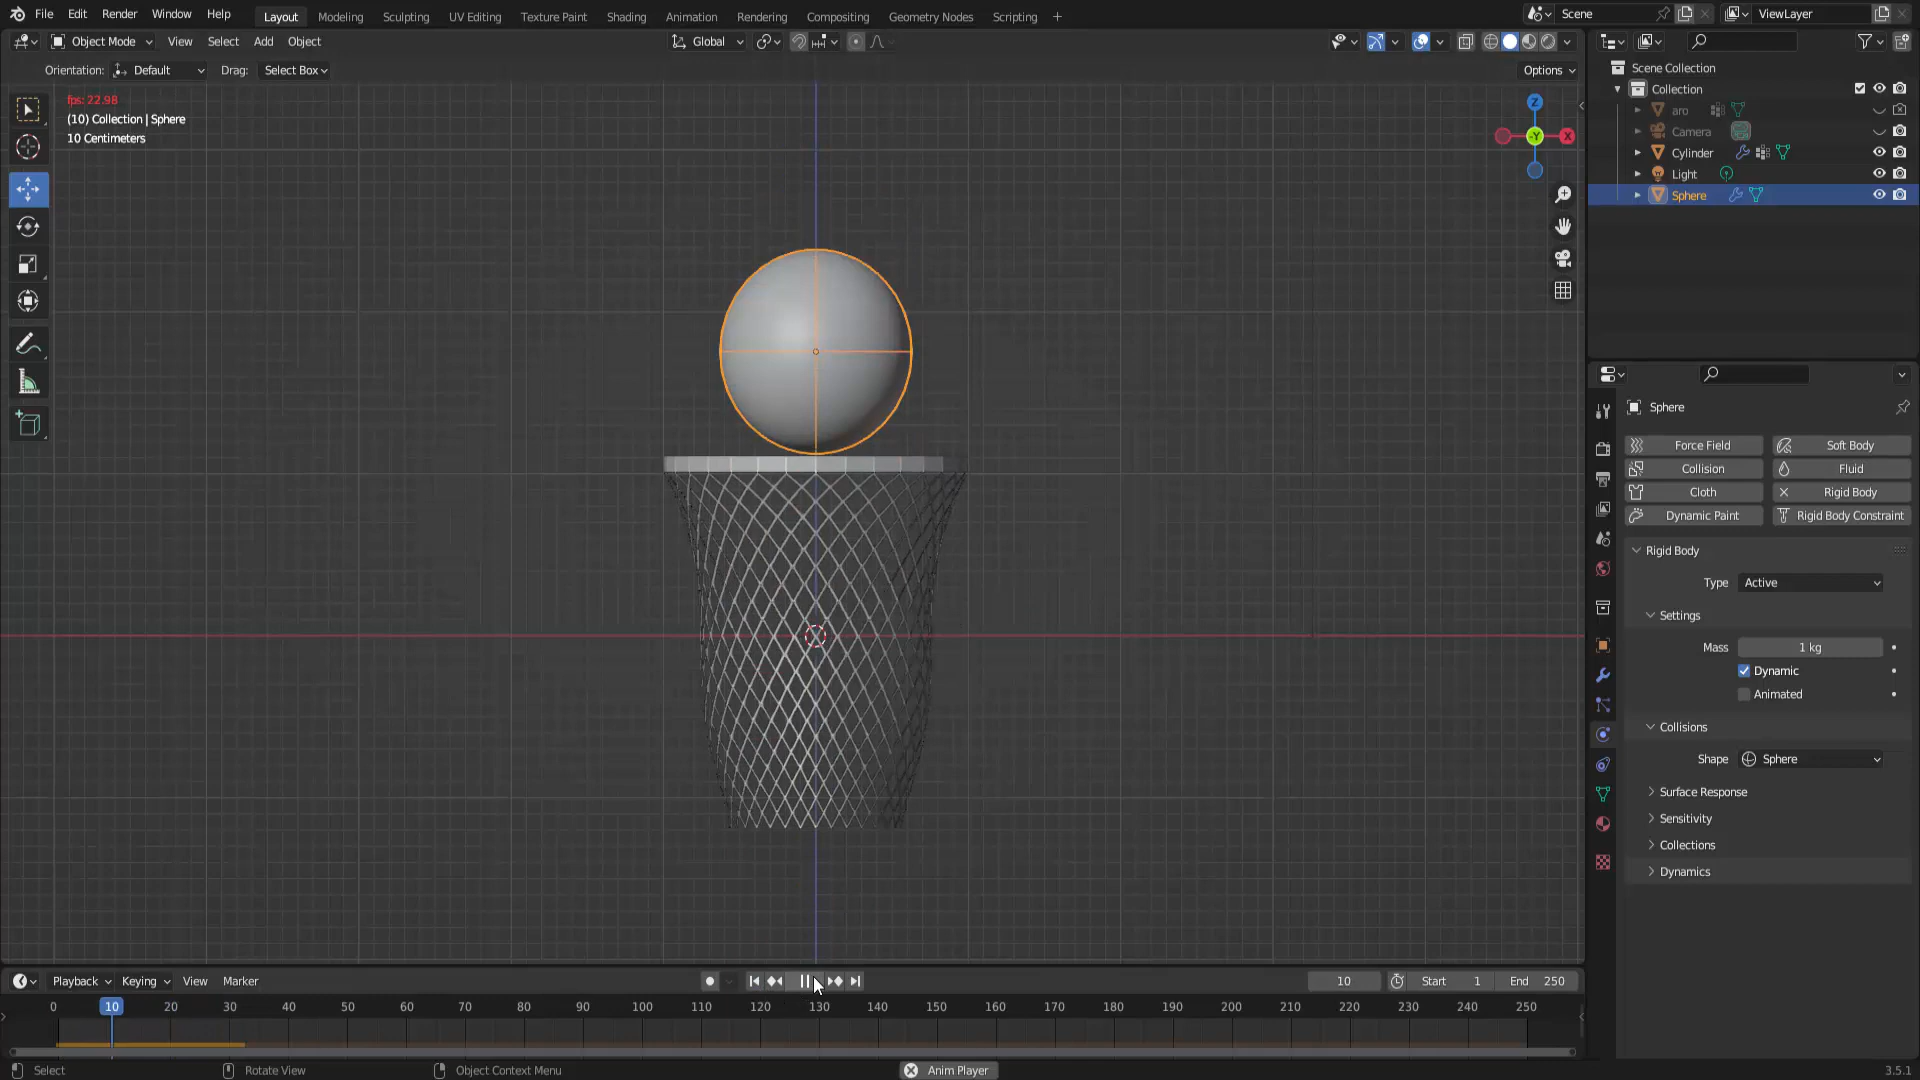 File Edit Render Window Help Layout Modeling Sculpting UV Editing Texture Paint Shading Animation Rendering Compositing Geometry Nodes Scripting + Scene ViewLayer
Object Mode View Select Add Object Global
Orientation: Default Drag: Select Box Options
fps: 22.98
(10) Collection | Sphere
10 Centimeters
Z
-Y
X
Scene Collection
Collection
aro
Camera
Cylinder
Light
Sphere
Sphere
Force Field Soft Body
Collision Fluid
Cloth Rigid Body
Dynamic Paint Rigid Body Constraint
Rigid Body
Type Active
Settings
Mass 1 kg
Dynamic
Animated
Collisions
Shape Sphere
Surface Response
Sensitivity
Collections
Dynamics
Playback Keying View Marker 10 Start 1 End 250
0 10 20 30 40 50 60 70 80 90 100 110 120 130 140 150 160 170 180 190 200 210 220 230 240 250
Select Rotate View Object Context Menu Anim Player 3.5.1